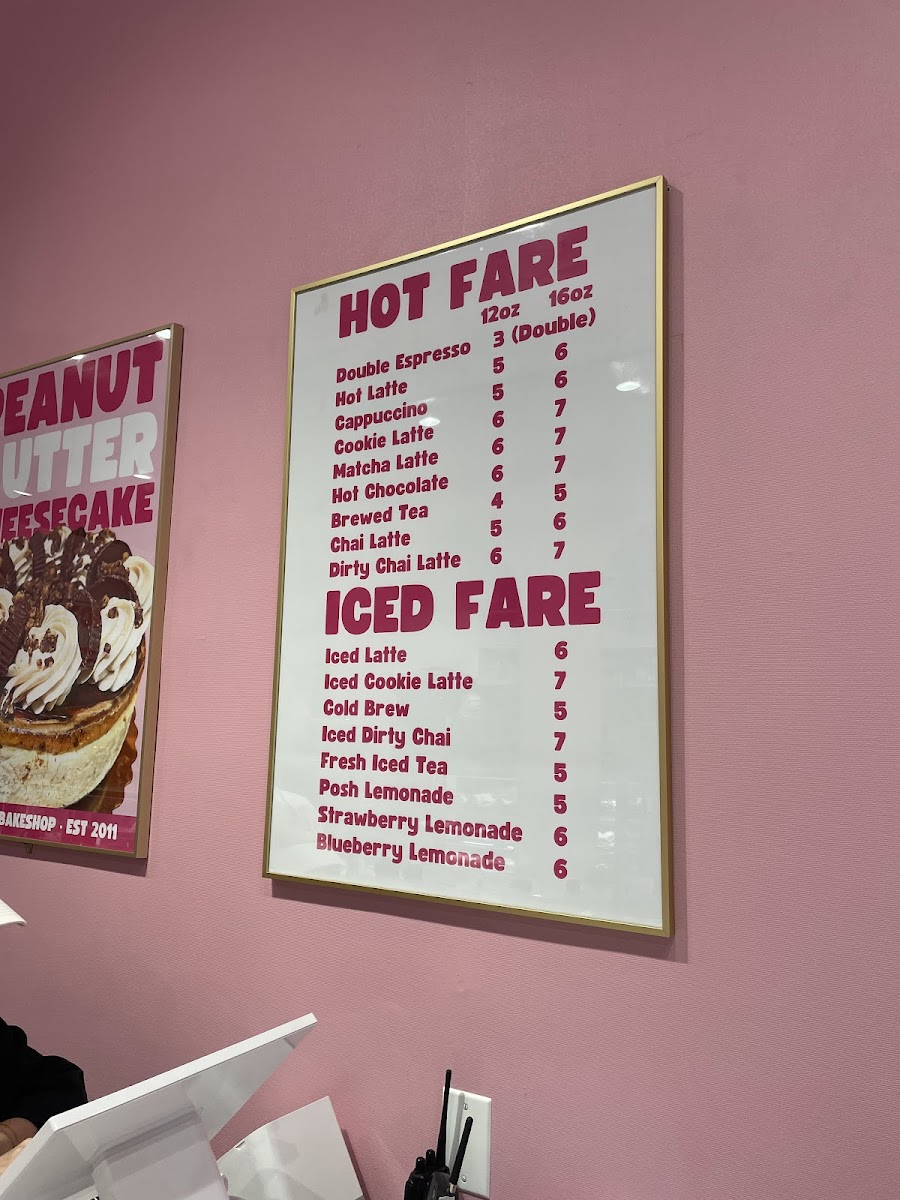 HOT FARE
12oz 16oz
Double Espresso 3 (Double)
Hot Latte 5 6
Cappuccino 5 6
Cookie Latte 6 7
Matcha Latte 6 7
Hot Chocolate 6 7
Brewed Tea 4 5
Chai Latte 5 6
Dirty Chai Latte 6 7
ICED FARE
Iced Latte 6
Iced Cookie Latte 7
Cold Brew 5
Iced Dirty Chai 7
Fresh Iced Tea 5
Posh Lemonade 5
Strawberry Lemonade 6
Blueberry Lemonade 6
PEANUT
UTTER
EESECAKE
BAKESHOP · EST 2011